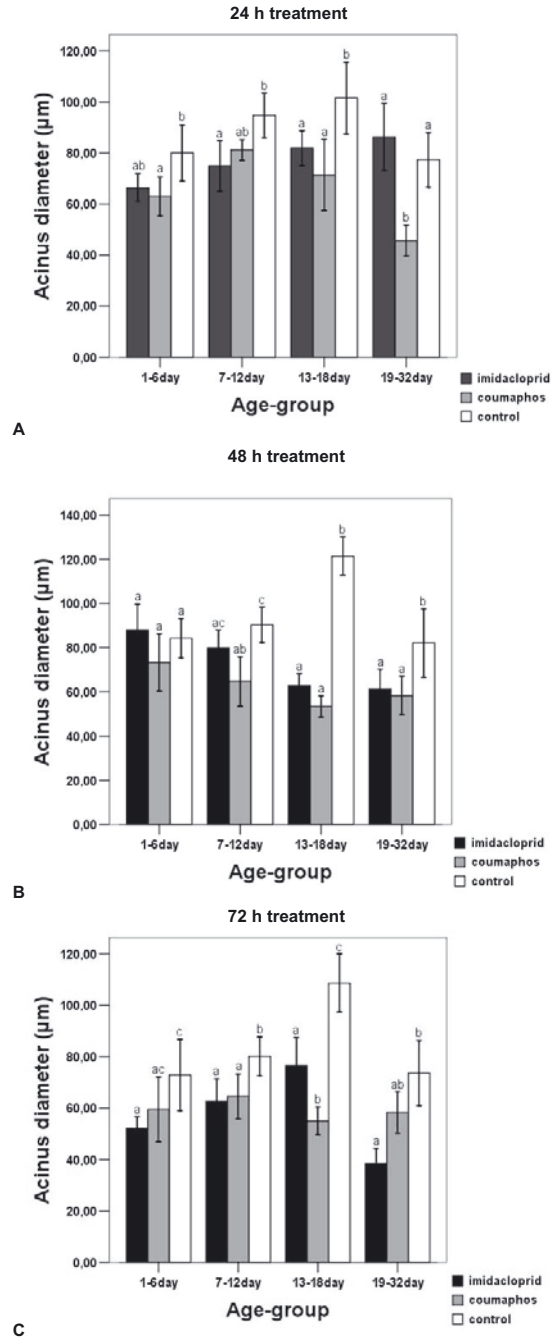 24 h treatment
120,00
100,00
80,00
60,00
40,00
20,00
0,00
Acinus diameter (µm)
ab a b
a ab b
a a b
a b a
1-6day 7-12day 13-18day 19-32day
Age-group
imidacloprid
coumaphos
control
A
48 h treatment
140,00
120,00
100,00
80,00
60,00
40,00
20,00
0,00
Acinus diameter (µm)
a a a
ac ab c
a a b
a a b
1-6day 7-12day 13-18day 19-32day
Age-group
imidacloprid
coumaphos
control
B
72 h treatment
120,00
100,00
80,00
60,00
40,00
20,00
0,00
Acinus diameter (µm)
a ac c
a a b
a b c
a ab b
1-6day 7-12day 13-18day 19-32day
Age-group
imidacloprid
coumaphos
control
C